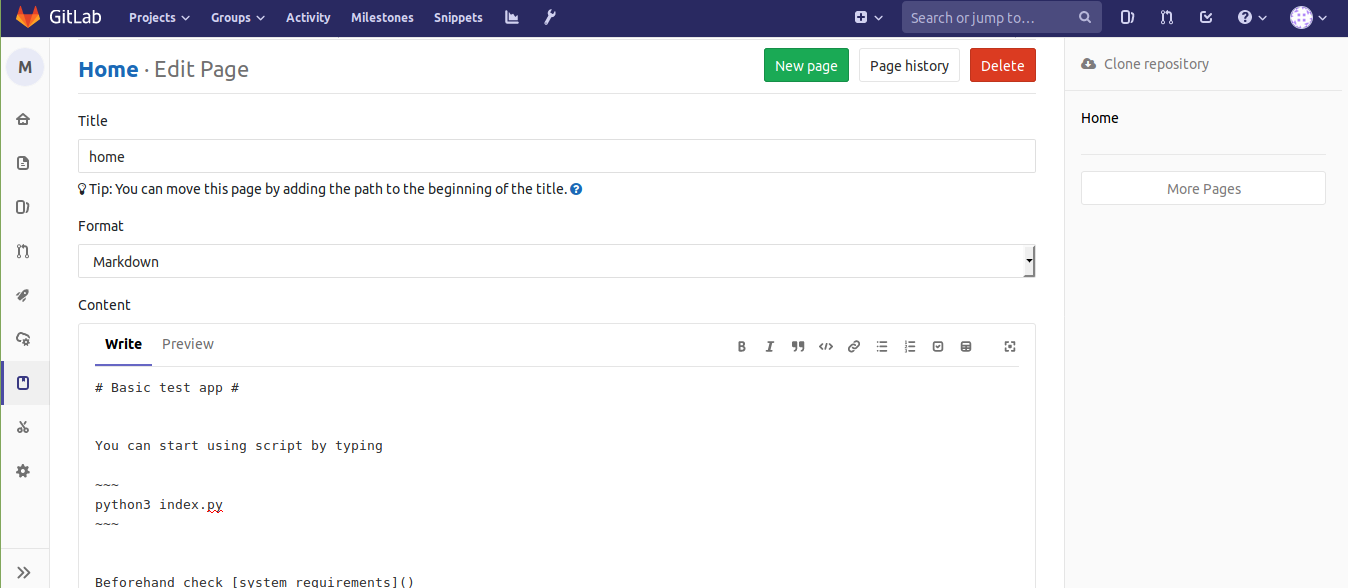 GitLab Projects Groups Activity Milestones Snippets Search or jump to...
M
Home · Edit Page New page Page history Delete
Clone repository
Home
More Pages
Title
home
Tip: You can move this page by adding the path to the beginning of the title.
Format
Markdown
Content
Write Preview
# Basic test app #
You can start using script by typing
~~~
python3 index.py
~~~
Beforehand check [system requirements]()